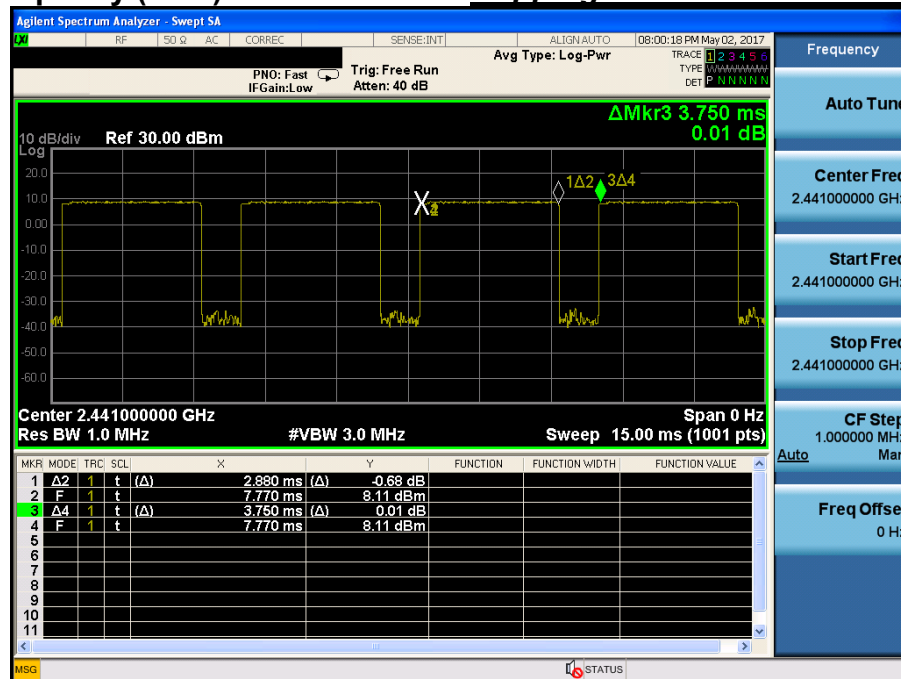 Agilent Spectrum Analyzer - Swept SA
LXI RF 50 Ω AC CORREC SENSE:INT ALIGN AUTO 08:00:18 PM May 02, 2017
Frequency
Avg Type: Log-Pwr
TRACE 1 2 3 4 5 6
TYPE WWWWWW
DET P N N N N N
PNO: Fast Trig: Free Run
IFGain:Low Atten: 40 dB
Auto Tune
ΔMkr3 3.750 ms
0.01 dB
10 dB/div Ref 30.00 dBm
Log
20.0
10.0
0.00
-10.0
-20.0
-30.0
-40.0
-50.0
-60.0
1Δ2 3Δ4
X2
Center Freq
2.441000000 GHz
Start Freq
2.441000000 GHz
Stop Freq
2.441000000 GHz
CF Step
1.000000 MHz
Auto Man
Freq Offset
0 Hz
Center 2.441000000 GHz Span 0 Hz
Res BW 1.0 MHz #VBW 3.0 MHz Sweep 15.00 ms (1001 pts)
MKR MODE TRC SCL X Y FUNCTION FUNCTION WIDTH FUNCTION VALUE
1 Δ2 1 t (Δ) 2.880 ms (Δ) -0.68 dB
2 F 1 t 7.770 ms 8.11 dBm
3 Δ4 1 t (Δ) 3.750 ms (Δ) 0.01 dB
4 F 1 t 7.770 ms 8.11 dBm
5
6
7
8
9
10
11
MSG STATUS